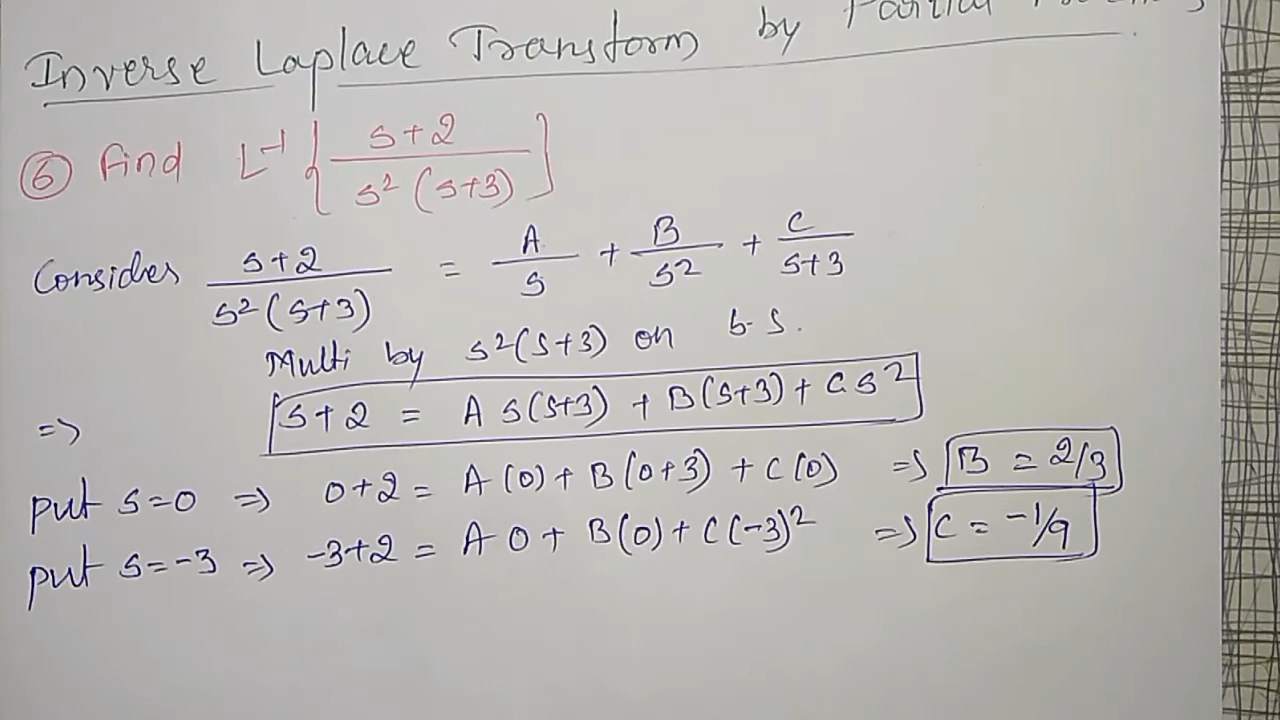 Inverse Laplace Transform by
⑥ Find L⁻¹ { s+2 / s² (s+3) }
Consider s+2 / s²(s+3) = A / s + B / s² + C / s+3
Multi by s²(s+3) on b.s.
=> s+2 = A s(s+3) + B(s+3) + C s²
put s=0 => 0+2 = A(0) + B(0+3) + C(0) => B = 2/3
put s=-3 => -3+2 = A 0 + B(0) + C(-3)² => C = -1/9